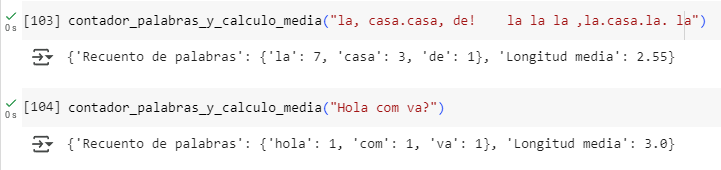 [103] contador_palabras_y_calculo_media("la, casa.casa, de!    la la la ,la.casa.la. la")
0 s
{'Recuento de palabras': {'la': 7, 'casa': 3, 'de': 1}, 'Longitud media': 2.55}
[104] contador_palabras_y_calculo_media("Hola com va?")
0 s
{'Recuento de palabras': {'hola': 1, 'com': 1, 'va': 1}, 'Longitud media': 3.0}